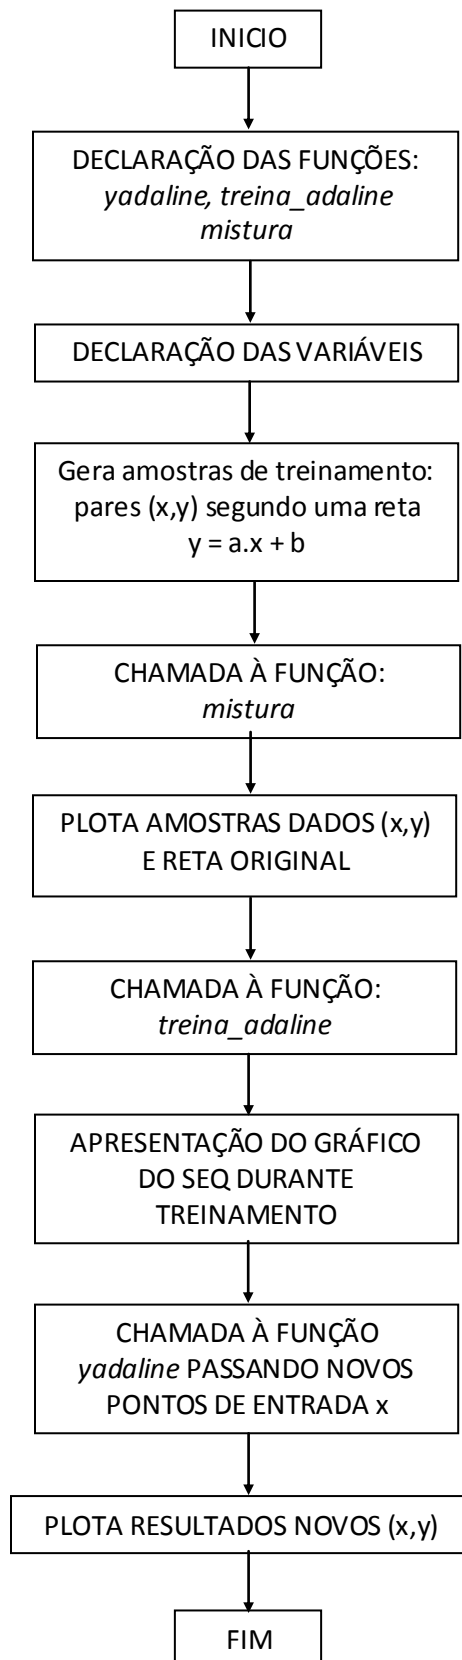 INICIO
DECLARAÇÃO DAS FUNÇÕES:
yadaline, treina_adaline
mistura
DECLARAÇÃO DAS VARIÁVEIS
Gera amostras de treinamento:
pares (x,y) segundo uma reta
y = a.x + b
CHAMADA À FUNÇÃO:
mistura
PLOTA AMOSTRAS DADOS (x,y)
E RETA ORIGINAL
CHAMADA À FUNÇÃO:
treina_adaline
APRESENTAÇÃO DO GRÁFICO
DO SEQ DURANTE
TREINAMENTO
CHAMADA À FUNÇÃO
yadaline PASSANDO NOVOS
PONTOS DE ENTRADA x
PLOTA RESULTADOS NOVOS (x,y)
FIM